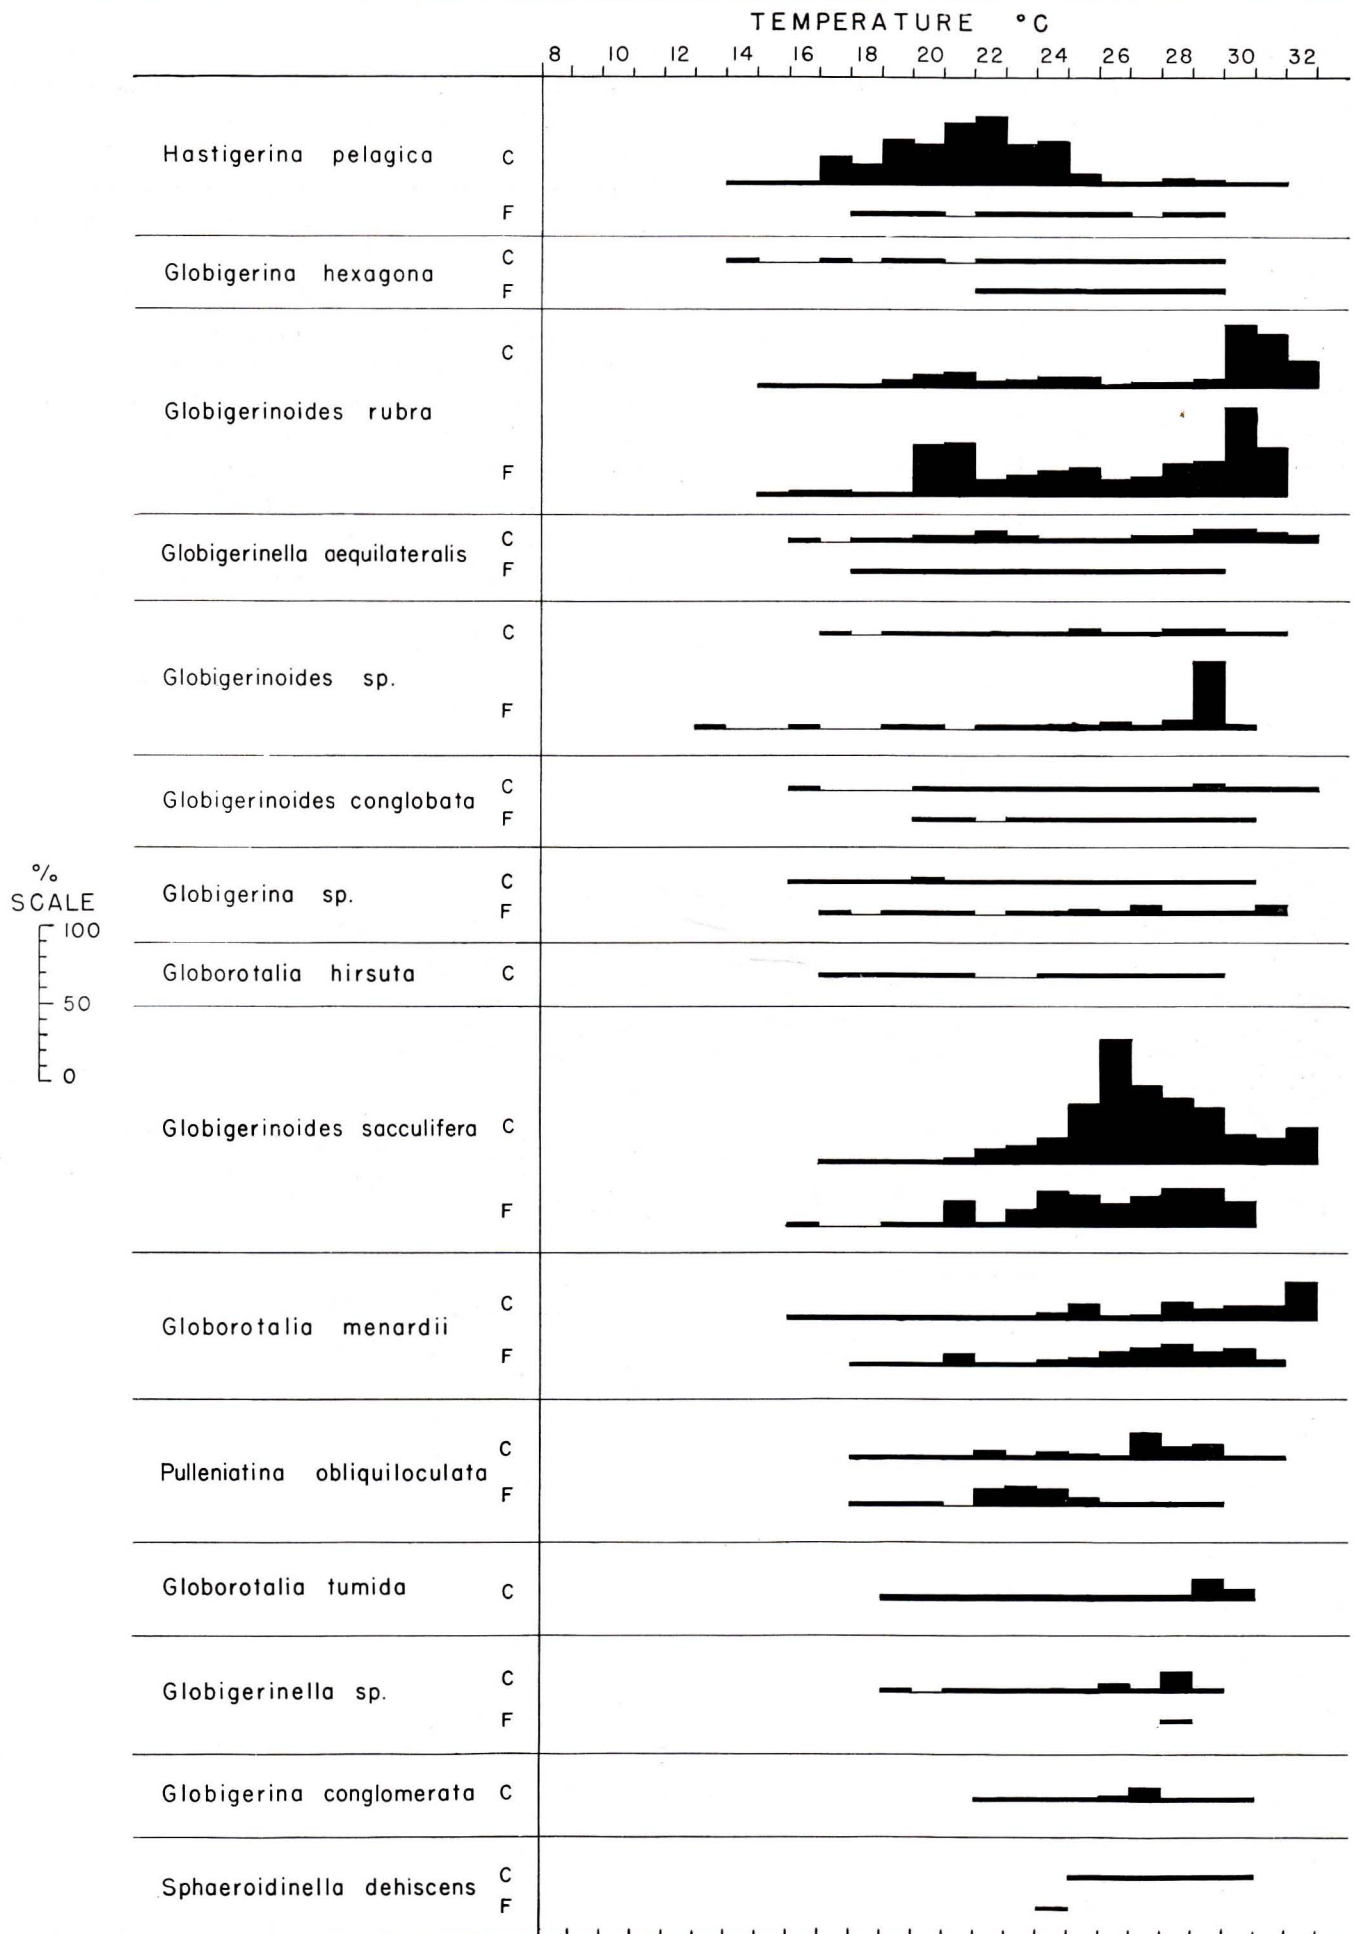 TEMPERATURE °C
8 10 12 14 16 18 20 22 24 26 28 30 32
Hastigerina pelagica C
F
Globigerina hexagona C
F
C
Globigerinoides rubra
F
Globigerinella aequilateralis C
F
C
Globigerinoides sp.
F
Globigerinoides conglobata C
F
% SCALE
Globigerina sp. C
F
100
Globorotalia hirsuta C
50
0
Globigerinoides sacculifera C
F
C
Globorotalia menardii
F
C
Pulleniatina obliquiloculata
F
Globorotalia tumida C
Globigerinella sp. C
F
Globigerina conglomerata C
Sphaeroidinella dehiscens C
F